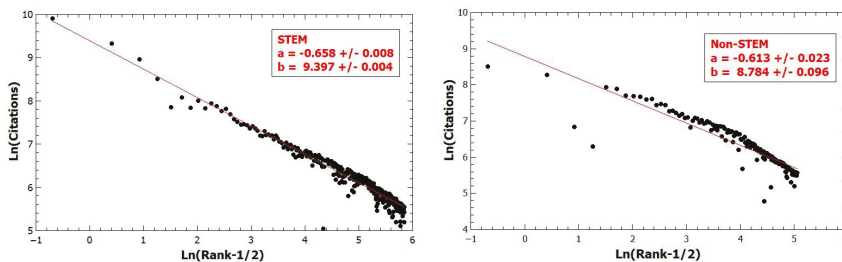 STEM
a = -0.658 +/- 0.008
b = 9.397 +/- 0.004
Ln(Citations)
10
9
8
7
6
5
-1
0
1
2
3
4
5
6
Ln(Rank-1/2)
Non-STEM
a = -0.613 +/- 0.023
b = 8.784 +/- 0.096
Ln(Citations)
10
9
8
7
6
5
4
-1
0
1
2
3
4
5
6
Ln(Rank-1/2)